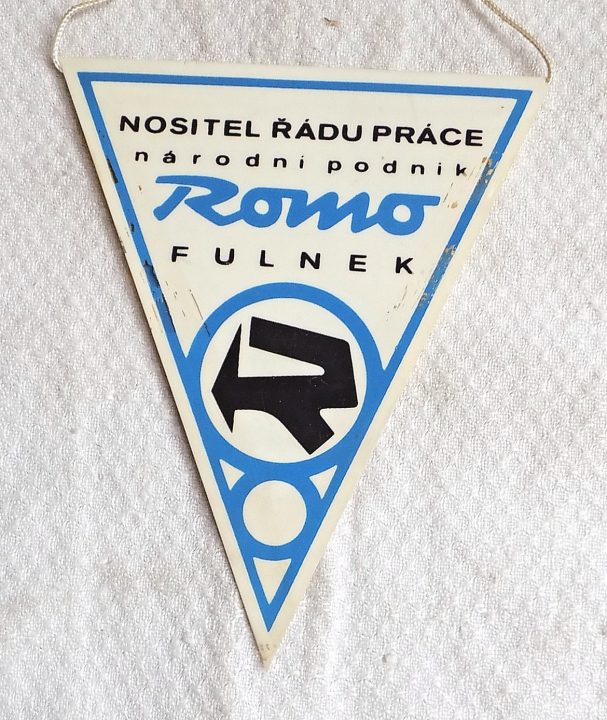 NOSITEL ŘÁDU PRÁCE
národní podnik
Romo
FULNEK